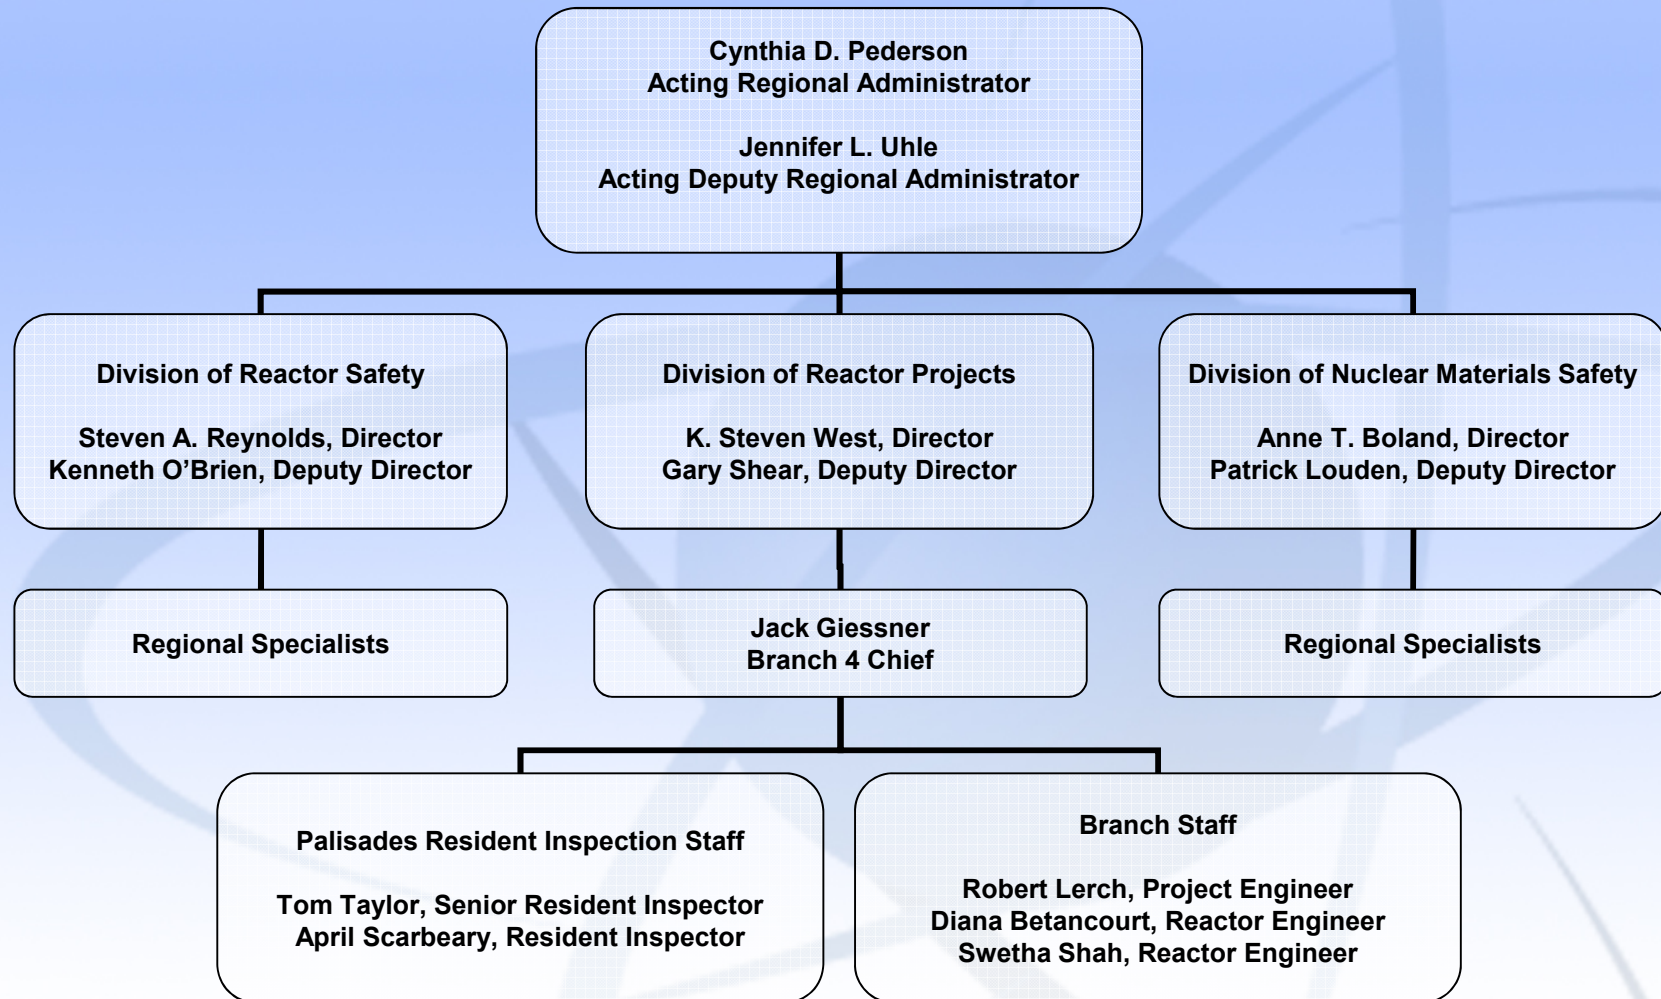 Cynthia D. Pederson
Acting Regional Administrator
Jennifer L. Uhle
Acting Deputy Regional Administrator
Division of Reactor Safety
Steven A. Reynolds, Director
Kenneth O’Brien, Deputy Director
Division of Reactor Projects
K. Steven West, Director
Gary Shear, Deputy Director
Division of Nuclear Materials Safety
Anne T. Boland, Director
Patrick Louden, Deputy Director
Regional Specialists
Jack Giessner
Branch 4 Chief
Regional Specialists
Palisades Resident Inspection Staff
Tom Taylor, Senior Resident Inspector
April Scarbeary, Resident Inspector
Branch Staff
Robert Lerch, Project Engineer
Diana Betancourt, Reactor Engineer
Swetha Shah, Reactor Engineer